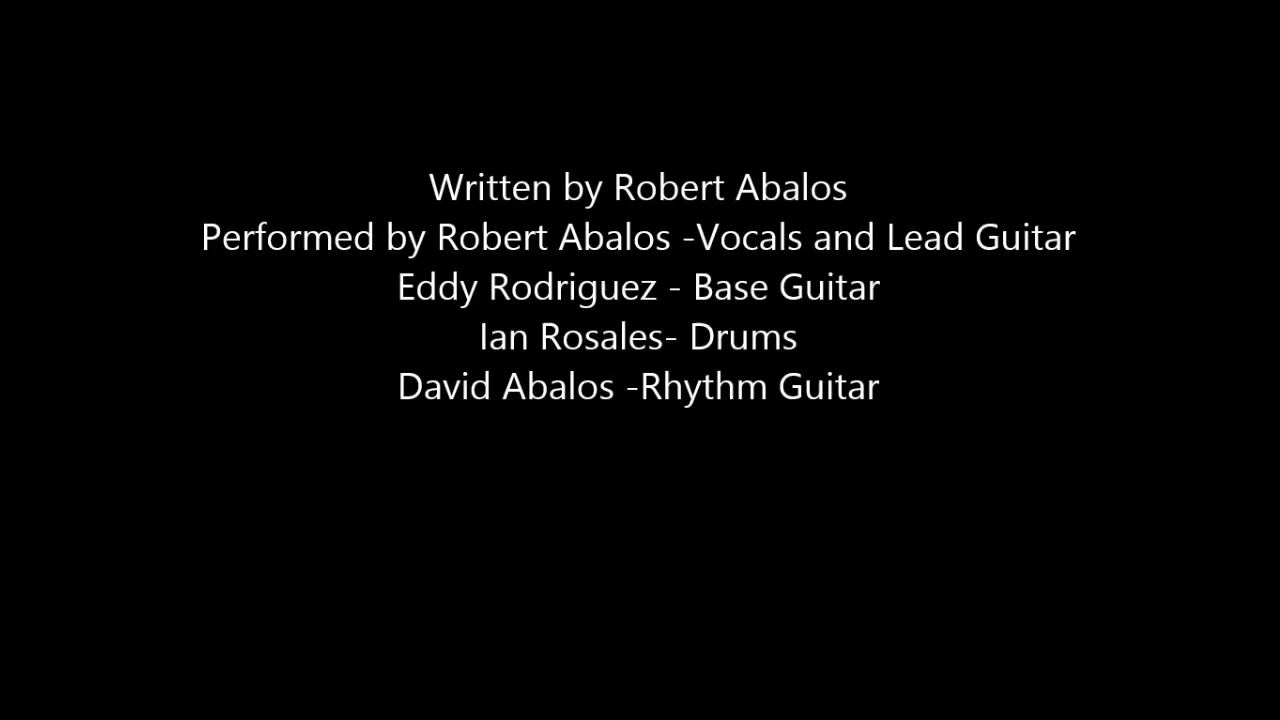 Written by Robert Abalos
Performed by Robert Abalos -Vocals and Lead Guitar
Eddy Rodriguez - Base Guitar
Ian Rosales- Drums
David Abalos -Rhythm Guitar